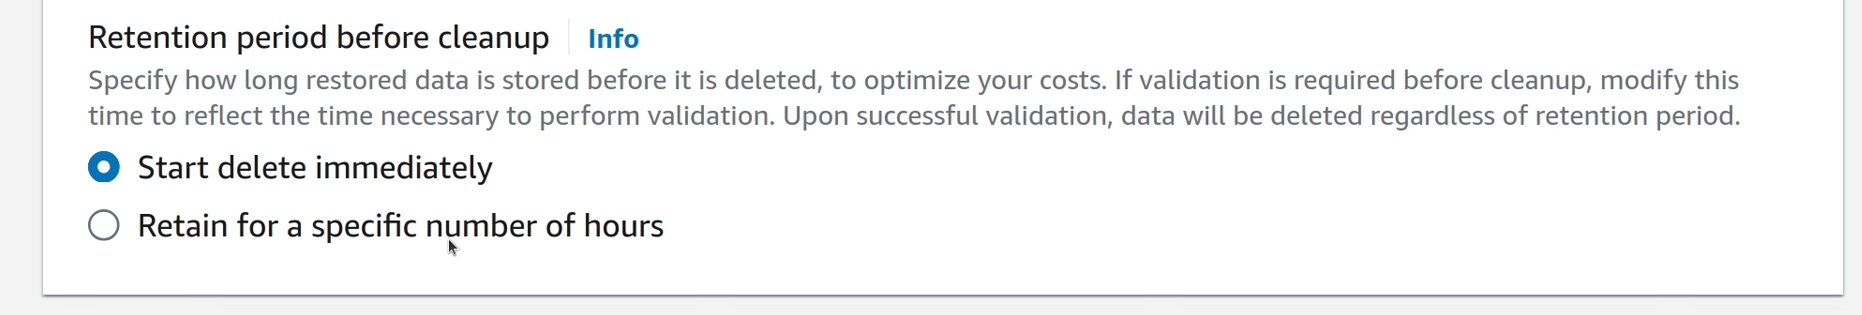 Retention period before cleanup Info
Specify how long restored data is stored before it is deleted, to optimize your costs. If validation is required before cleanup, modify this
time to reflect the time necessary to perform validation. Upon successful validation, data will be deleted regardless of retention period.
Start delete immediately
Retain for a specific number of hours